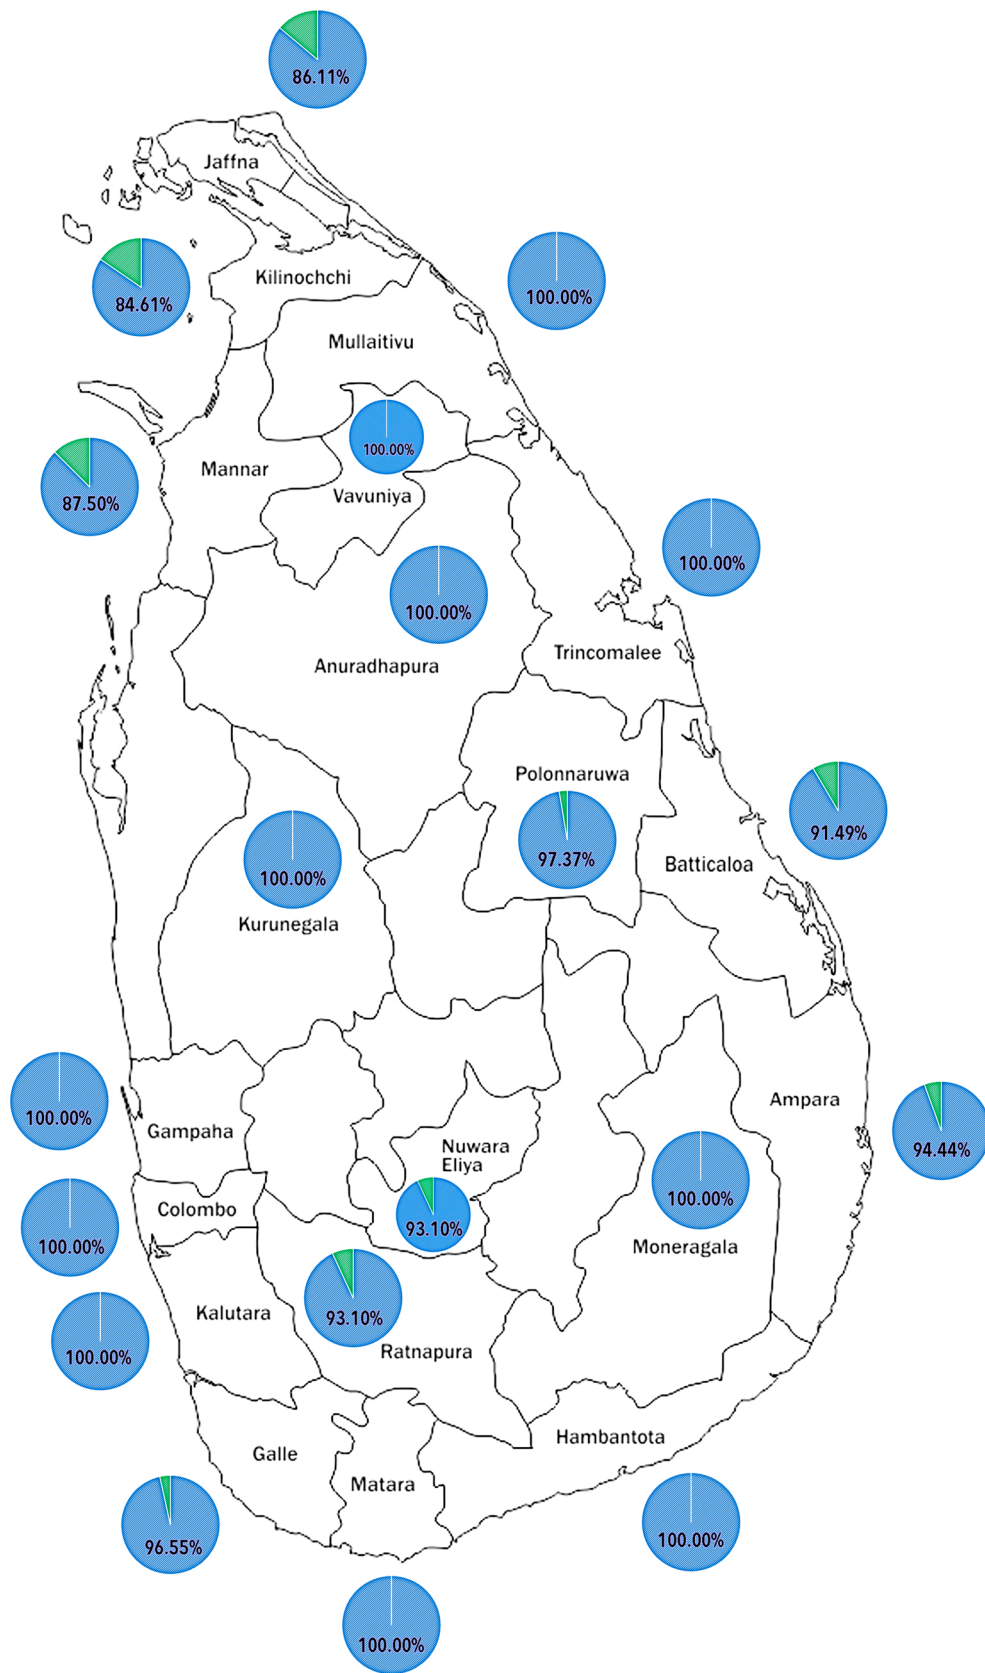 86.11%
Jaffna
84.61%
Kilinochchi
100.00%
Mullaitivu
100.00%
Mannar
87.50%
Vavuniya
100.00%
100.00%
Anuradhapura
Trincomalee
Polonnaruwa
97.37%
91.49%
Batticaloa
100.00%
Kurunegala
100.00%
Gampaha
Ampara
94.44%
Nuwara
Eliya
93.10%
100.00%
Moneragala
Colombo
100.00%
Kalutara
100.00%
93.10%
Ratnapura
Hambantota
100.00%
Galle
96.55%
Matara
100.00%